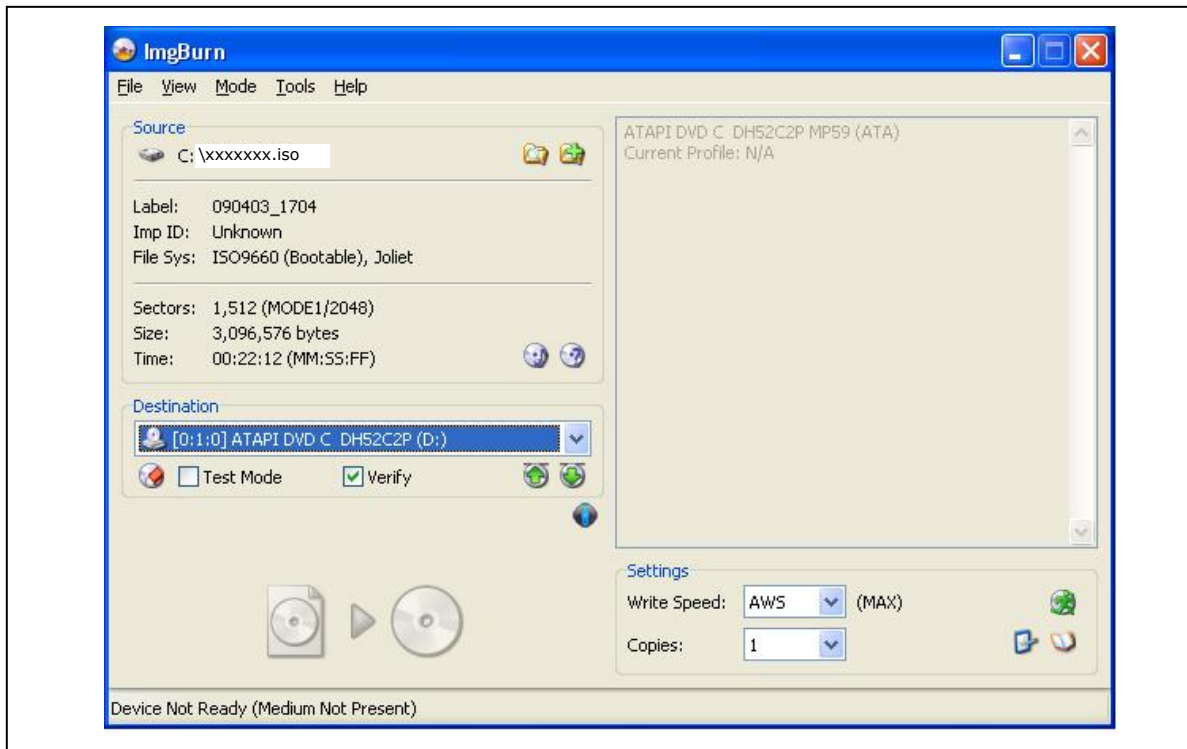 ImgBurn
File View Mode Tools Help
Source
C:\xxxxxxx.iso
Label: 090403_1704
Imp ID: Unknown
File Sys: ISO9660 (Bootable), Joliet
Sectors: 1,512 (MODE1/2048)
Size: 3,096,576 bytes
Time: 00:22:12 (MM:SS:FF)
Destination
[0:1:0] ATAPI DVD C DH52C2P (D:)
Test Mode Verify
ATAPI DVD C DH52C2P MP59 (ATA)
Current Profile: N/A
Settings
Write Speed: AWS (MAX)
Copies: 1
Device Not Ready (Medium Not Present)